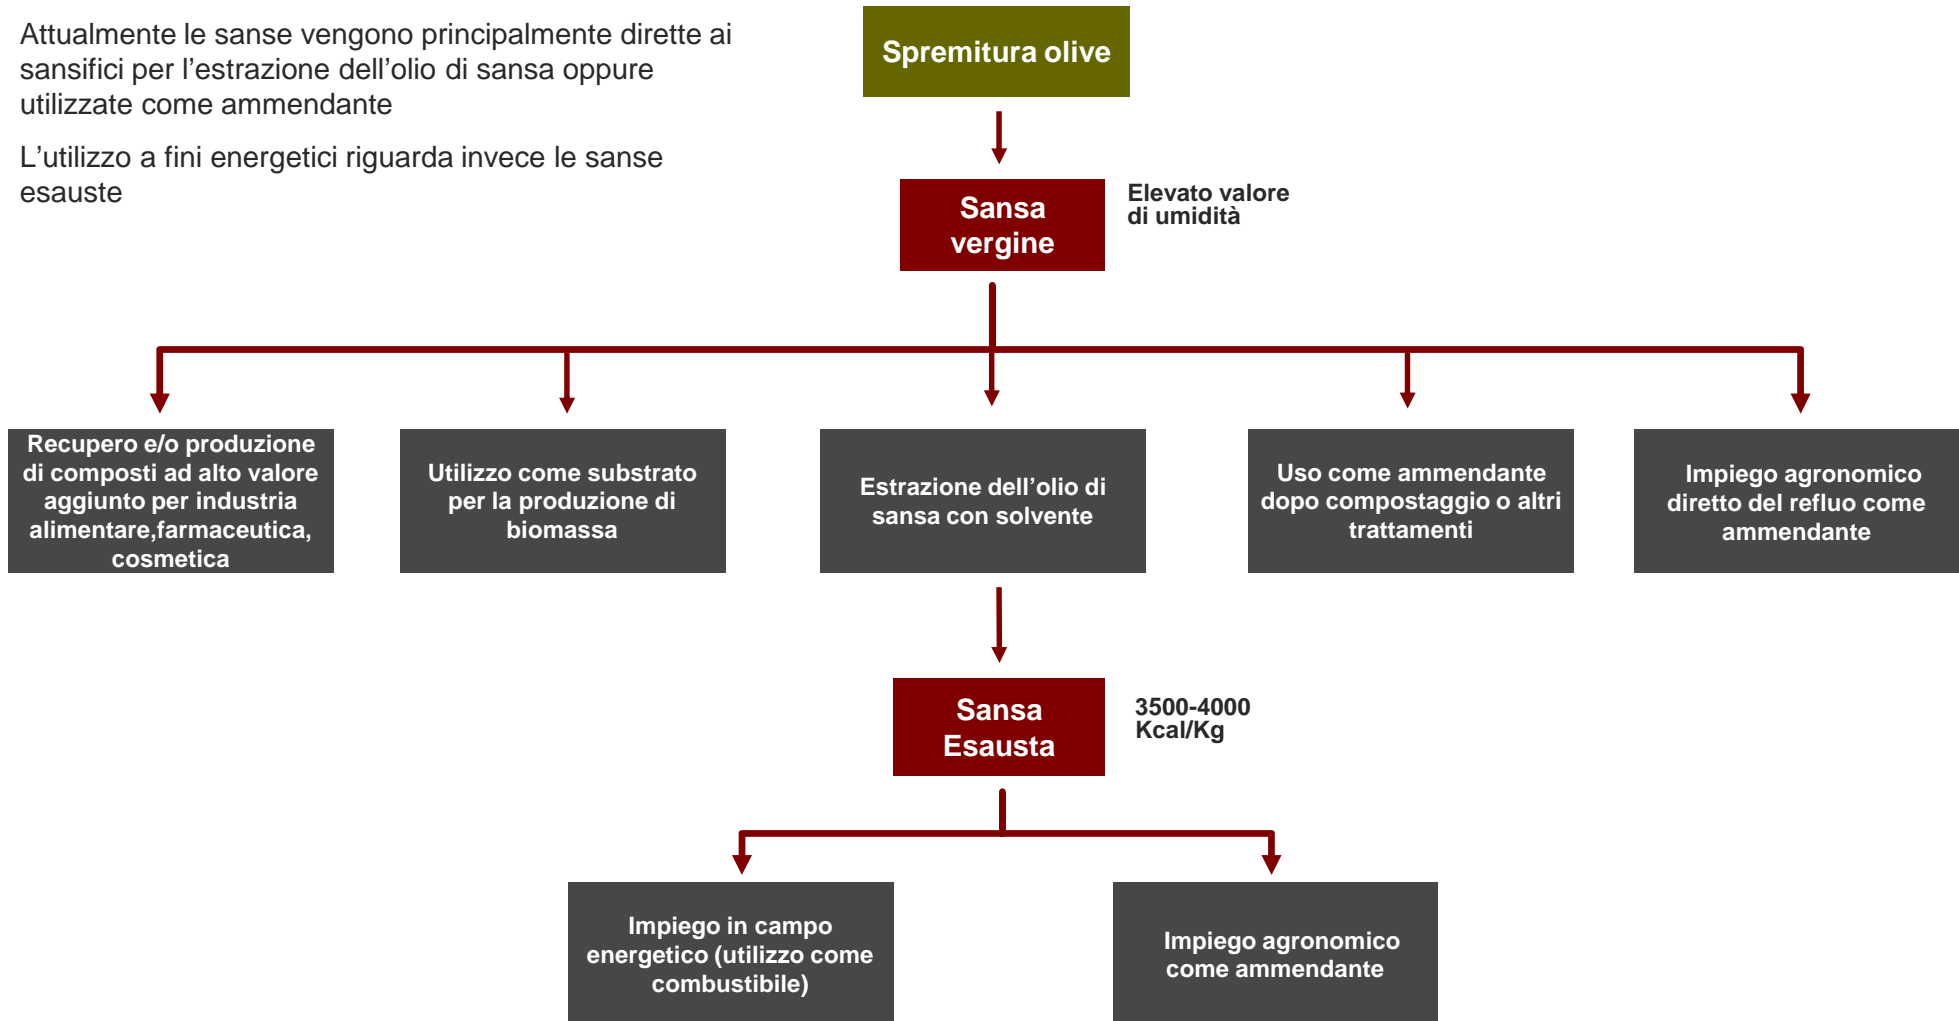 Attualmente le sanse vengono principalmente dirette ai
sansifici per l’estrazione dell’olio di sansa oppure
utilizzate come ammendante
L’utilizzo a fini energetici riguarda invece le sanse
esauste
Spremitura olive
Sansa
vergine
Elevato valore
di umidità
Recupero e/o produzione
di composti ad alto valore
aggiunto per industria
alimentare,farmaceutica,
cosmetica
Utilizzo come substrato
per la produzione di
biomassa
Estrazione dell’olio di
sansa con solvente
Uso come ammendante
dopo compostaggio o altri
trattamenti
Impiego agronomico
diretto del refluo come
ammendante
Sansa
Esausta
3500-4000
Kcal/Kg
Impiego in campo
energetico (utilizzo come
combustibile)
Impiego agronomico
come ammendante